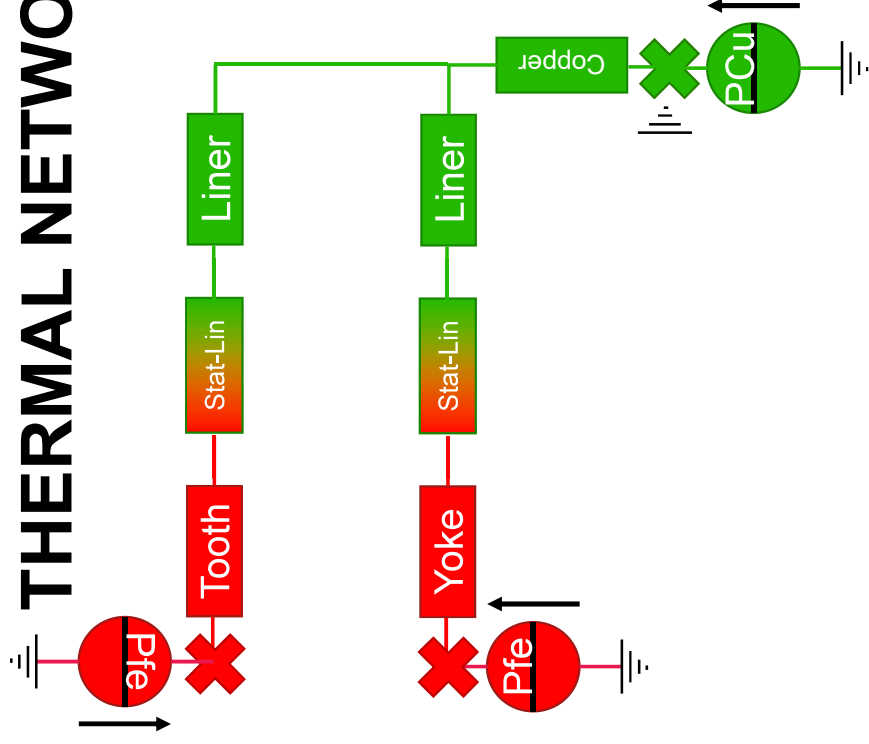 THERMAL NETWO
Pfe
Tooth
Stat-Lin
Liner
Pfe
Yoke
Stat-Lin
Liner
Copper
PCu